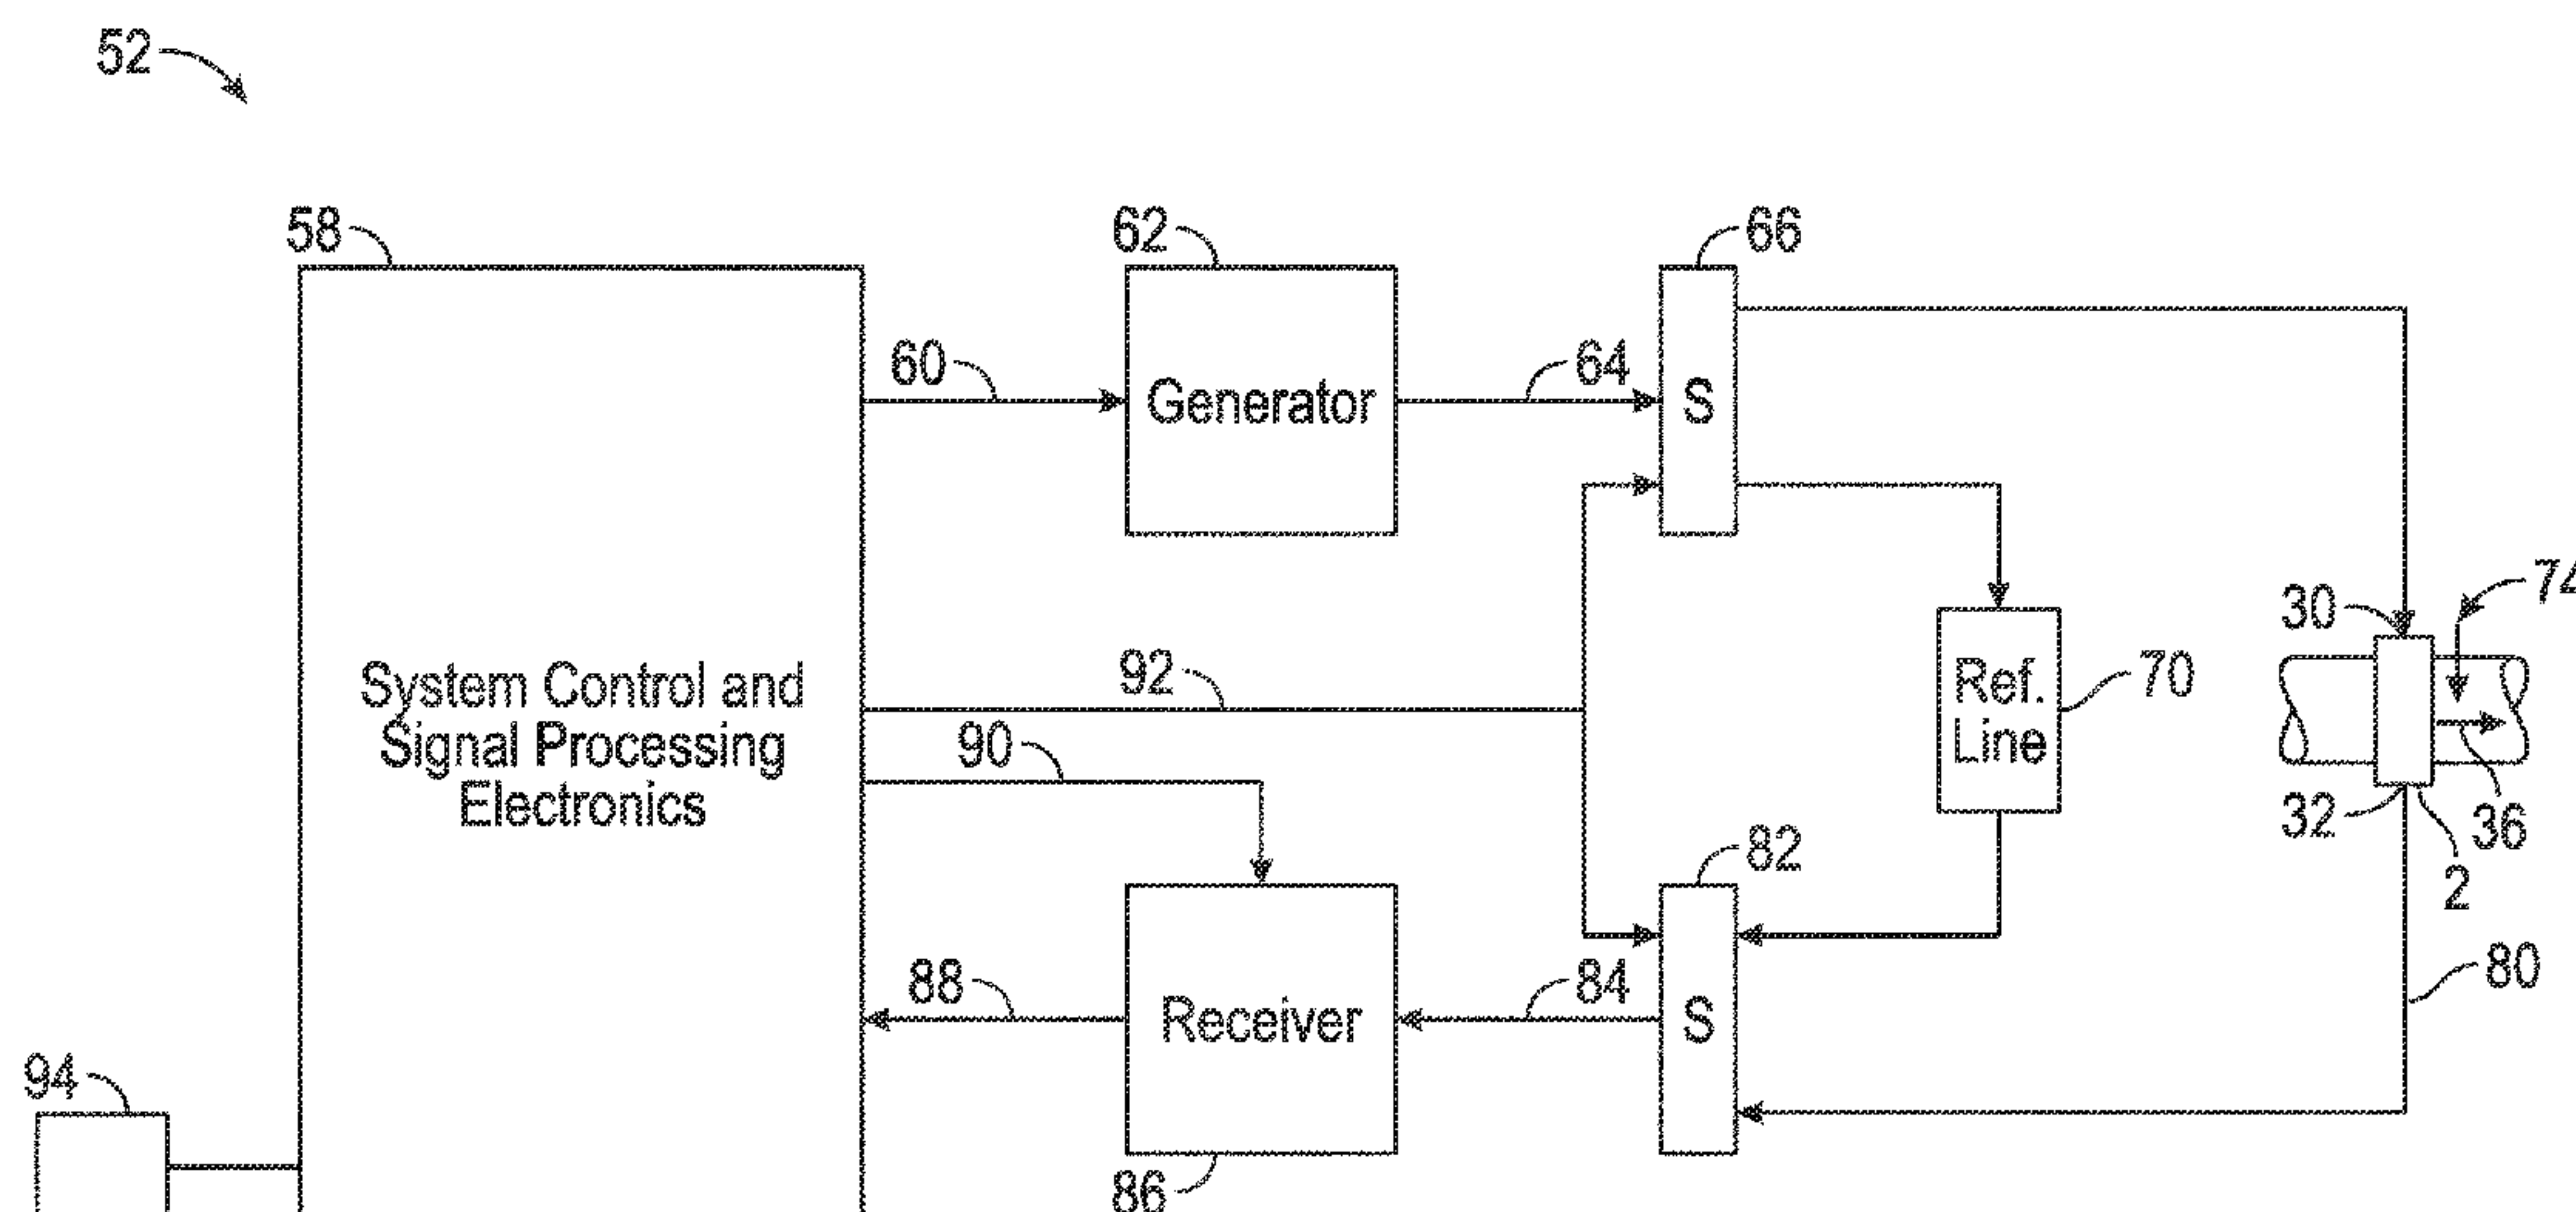 52
58
62
66
60
64
Generator
S
74
30
92
Ref.
Line
70
System Control and
Signal Processing
Electronics
90
32
36
82
2
88
84
80
Receiver
S
94
86